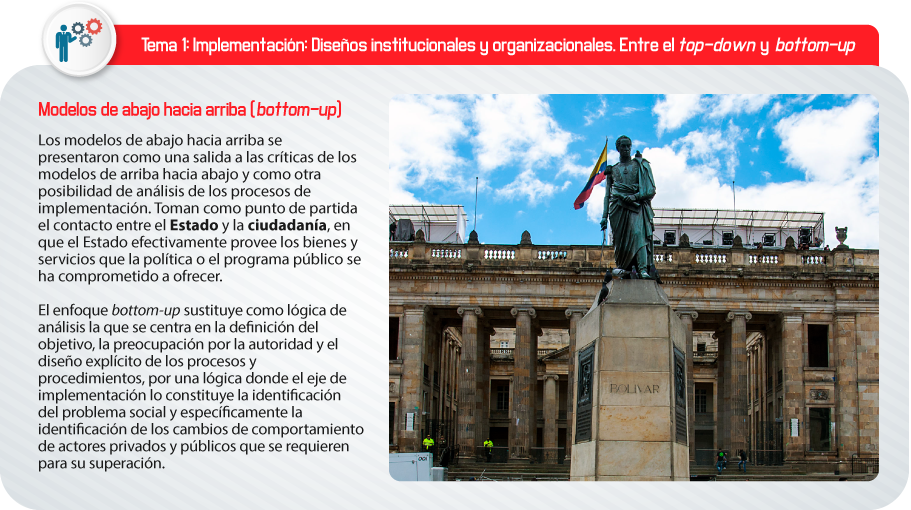 Tema 1: Implementación: Diseños institucionales y organizacionales. Entre el top-down y bottom-up
Modelos de abajo hacia arriba (bottom-up)
Los modelos de abajo hacia arriba se
presentaron como una salida a las críticas de los
modelos de arriba hacia abajo y como otra
posibilidad de análisis de los procesos de
implementación. Toman como punto de partida
el contacto entre el Estado y la ciudadanía, en
que el Estado efectivamente provee los bienes y
servicios que la política o el programa público se
ha comprometido a ofrecer.
El enfoque bottom-up sustituye como lógica de
análisis la que se centra en la definición del
objetivo, la preocupación por la autoridad y el
diseño explícito de los procesos y
procedimientos, por una lógica donde el eje de
implementación lo constituye la identificación
del problema social y específicamente la
identificación de los cambios de comportamiento
de actores privados y públicos que se requieren
para su superación.
BOLIVAR